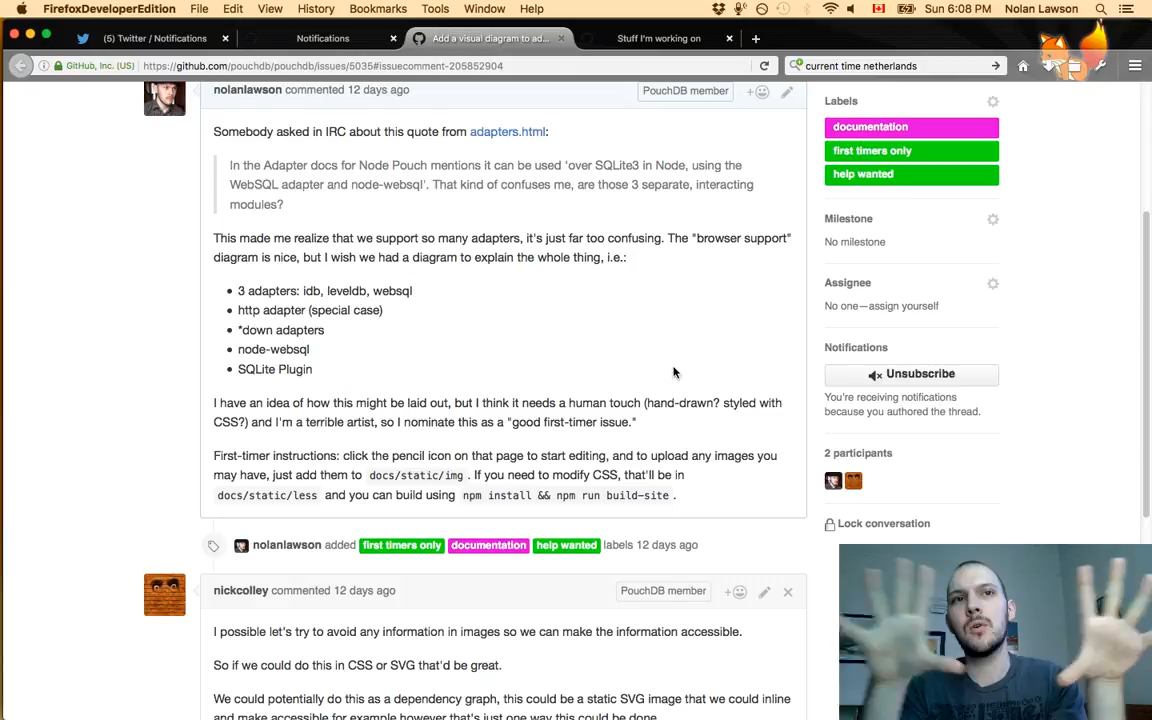 FirefoxDeveloperEdition File Edit View History Bookmarks Tools Window Help Sun 6:08 PM Nolan Lawson
(5) Twitter / Notifications Notifications Add a visual diagram to ad... Stuff I'm working on
GitHub, Inc. (US) https://github.com/pouchdb/pouchdb/issues/5035#issuecomment-205852904 current time netherlands
nolanlawson commented 12 days ago PouchDB member
Somebody asked in IRC about this quote from adapters.html:
In the Adapter docs for Node Pouch mentions it can be used 'over SQLite3 in Node, using the
WebSQL adapter and node-websql'. That kind of confuses me, are those 3 separate, interacting
modules?
This made me realize that we support so many adapters, it's just far too confusing. The "browser support"
diagram is nice, but I wish we had a diagram to explain the whole thing, i.e.:
• 3 adapters: idb, leveldb, websql
• http adapter (special case)
• *down adapters
• node-websql
• SQLite Plugin
I have an idea of how this might be laid out, but I think it needs a human touch (hand-drawn? styled with
CSS?) and I'm a terrible artist, so I nominate this as a "good first-timer issue."
First-timer instructions: click the pencil icon on that page to start editing, and to upload any images you
may have, just add them to docs/static/img . If you need to modify CSS, that'll be in
docs/static/less and you can build using npm install && npm run build-site .
nolanlawson added first timers only documentation help wanted labels 12 days ago
nickcolley commented 12 days ago PouchDB member
I possible let's try to avoid any information in images so we can make the information accessible.
So if we could do this in CSS or SVG that'd be great.
We could potentially do this as a dependency graph, this could be a static SVG image that we could inline
and make accessible for example however that's just one way this could be done.
Labels
documentation
first timers only
help wanted
Milestone
No milestone
Assignee
No one—assign yourself
Notifications
Unsubscribe
You're receiving notifications
because you authored the thread.
2 participants
Lock conversation